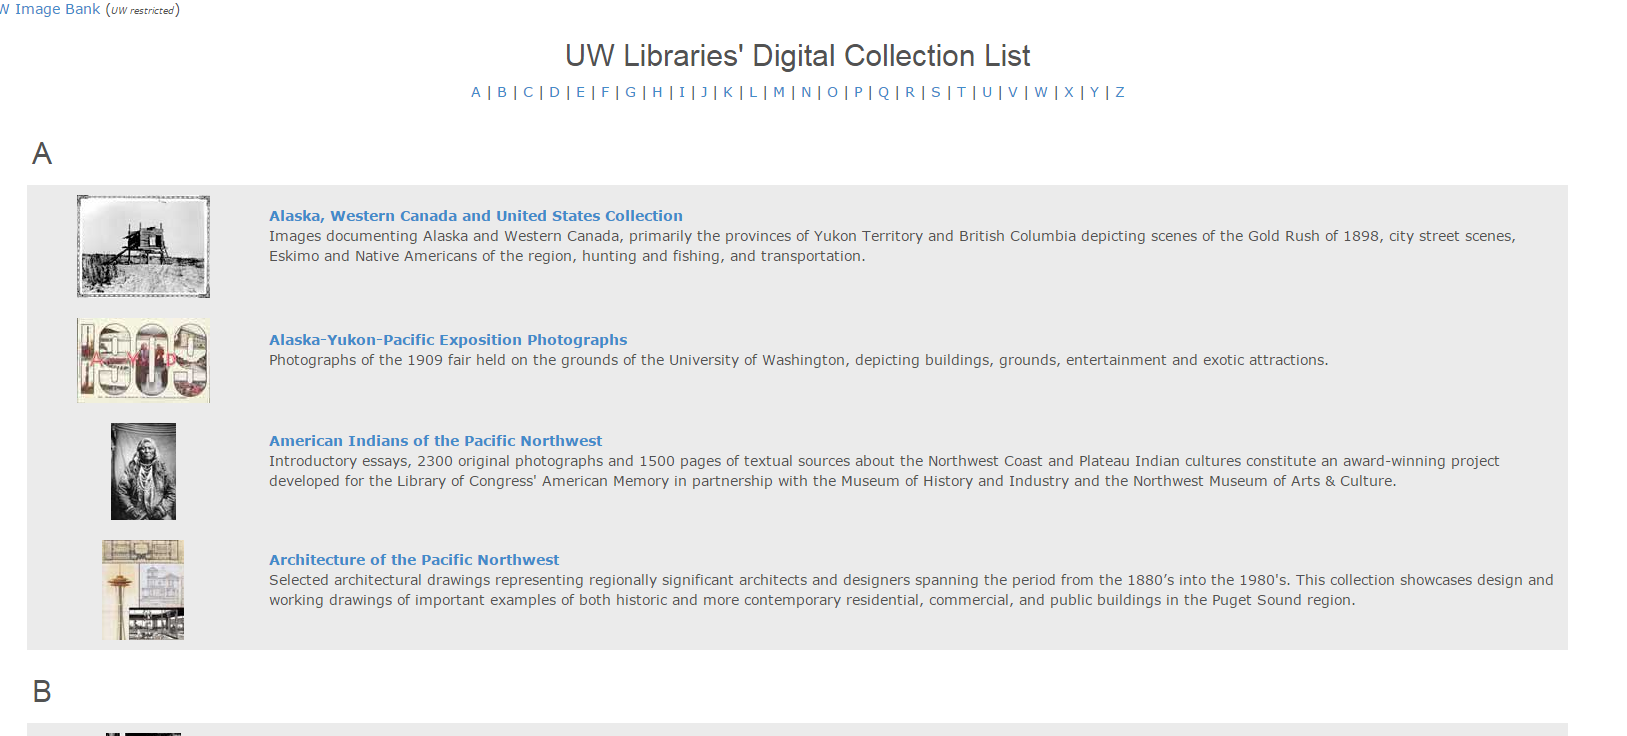 W Image Bank (UW restricted)
UW Libraries' Digital Collection List
A | B | C | D | E | F | G | H | I | J | K | L | M | N | O | P | Q | R | S | T | U | V | W | X | Y | Z
A
Alaska, Western Canada and United States Collection
Images documenting Alaska and Western Canada, primarily the provinces of Yukon Territory and British Columbia depicting scenes of the Gold Rush of 1898, city street scenes,
Eskimo and Native Americans of the region, hunting and fishing, and transportation.
1909
AYP
Alaska-Yukon-Pacific Exposition Photographs
Photographs of the 1909 fair held on the grounds of the University of Washington, depicting buildings, grounds, entertainment and exotic attractions.
American Indians of the Pacific Northwest
Introductory essays, 2300 original photographs and 1500 pages of textual sources about the Northwest Coast and Plateau Indian cultures constitute an award-winning project
developed for the Library of Congress' American Memory in partnership with the Museum of History and Industry and the Northwest Museum of Arts & Culture.
Architecture of the Pacific Northwest
Selected architectural drawings representing regionally significant architects and designers spanning the period from the 1880’s into the 1980's. This collection showcases design and
working drawings of important examples of both historic and more contemporary residential, commercial, and public buildings in the Puget Sound region.
B